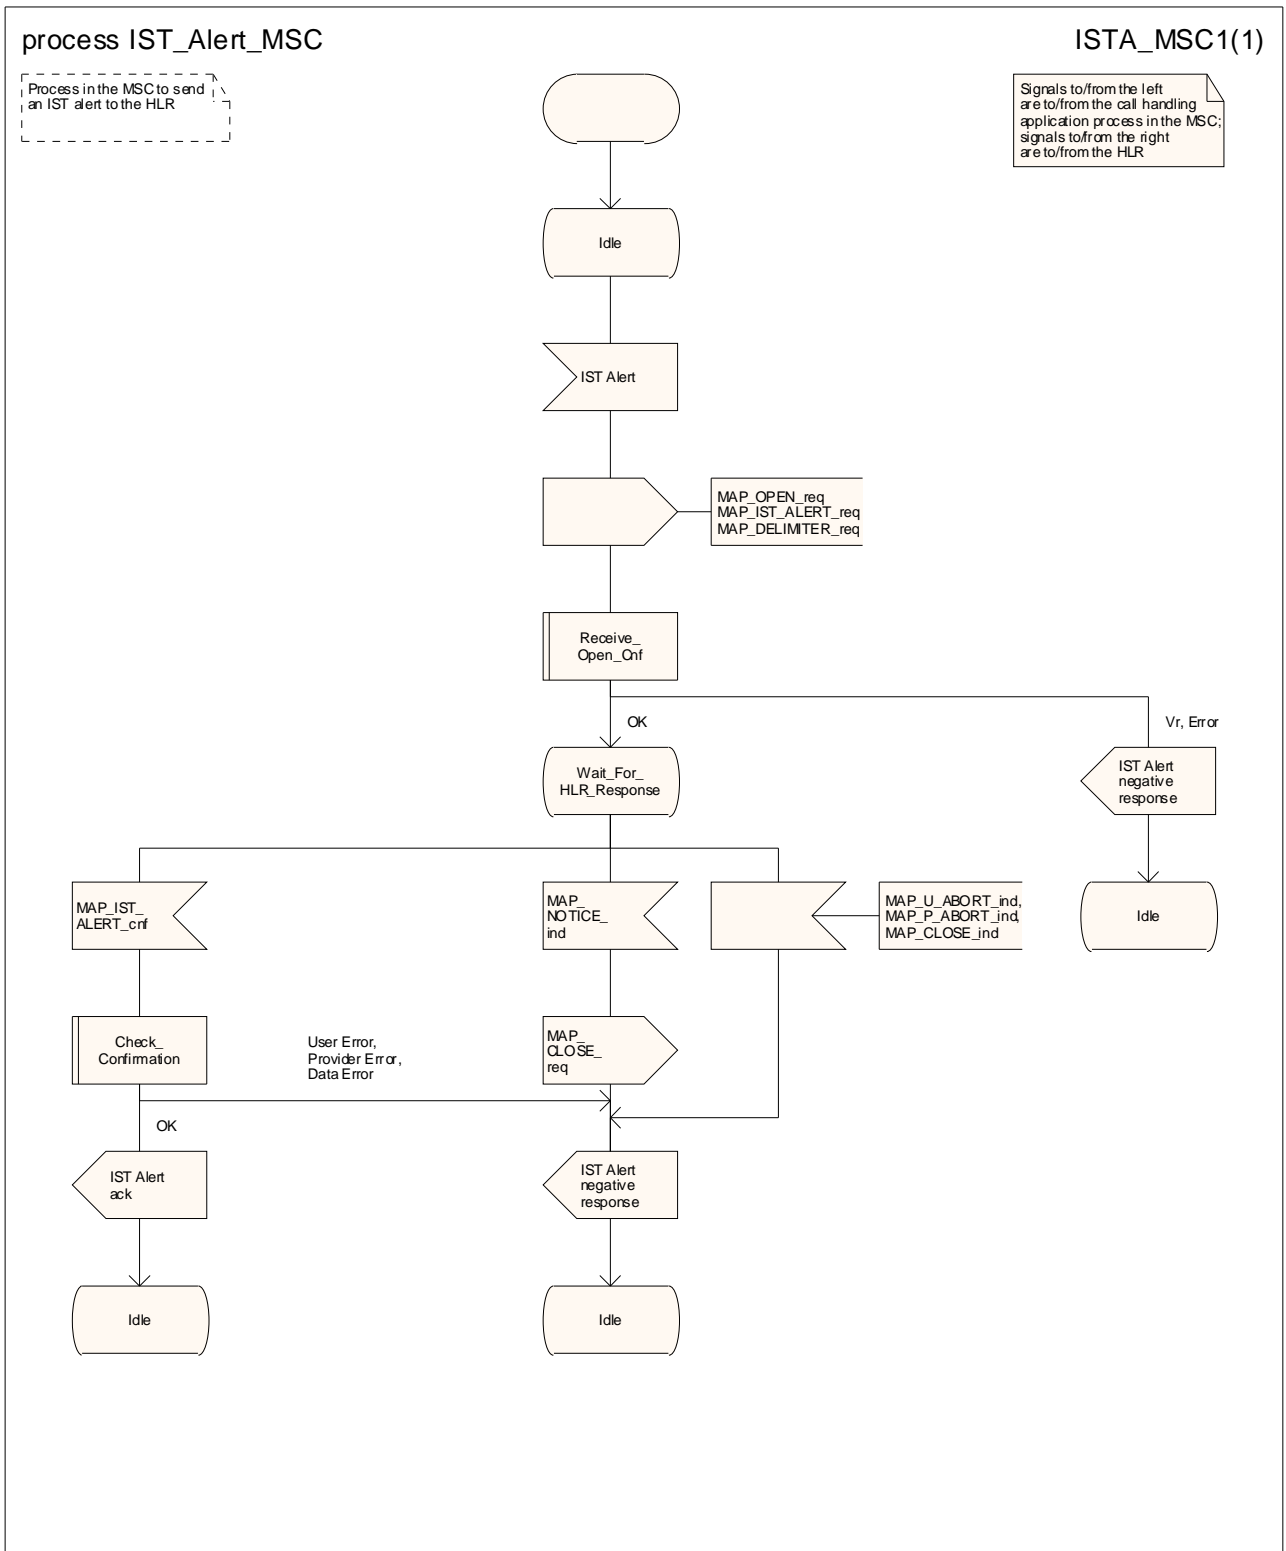 process IST_Alert_MSC
ISTA_MSC1(1)
Process in the MSC to send
an IST alert to the HLR
Signals to/from the left
are to/from the call handling
application process in the MSC;
signals to/from the right
are to/from the HLR
Idle
IST Alert
MAP_OPEN_req
MAP_IST_ALERT_req
MAP_DELIMITER_req
Receive_
Open_Cnf
OK
Vr, Error
Wait_For_
HLR_Response
IST Alert
negative
response
MAP_IST_
ALERT_cnf
MAP_
NOTICE_
ind
MAP_U_ABORT_ind,
MAP_P_ABORT_ind,
MAP_CLOSE_ind
Idle
Check_
Confirmation
User Error,
Provider Error,
Data Error
MAP_
CLOSE_
req
OK
IST Alert
ack
IST Alert
negative
response
Idle
Idle